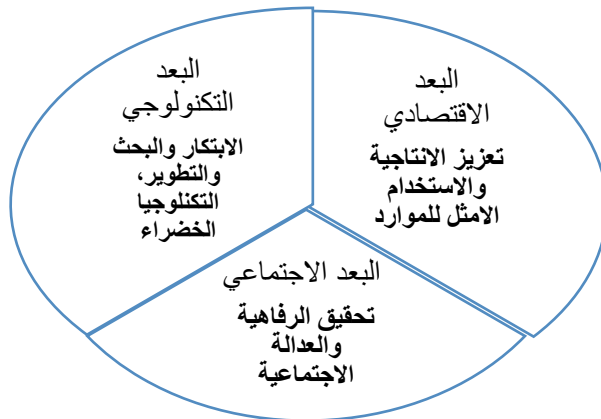 البعد
الاقتصادي
تعزيز الانتاجية
والاستخدام
الامثل للموارد
البعد
التكنولوجي
الابتكار والبحث
والتطوير،
التكنلوجيا
الخضراء
البعد الاجتماعي
تحقيق الرفاهية
والعدالة
الاجتماعية